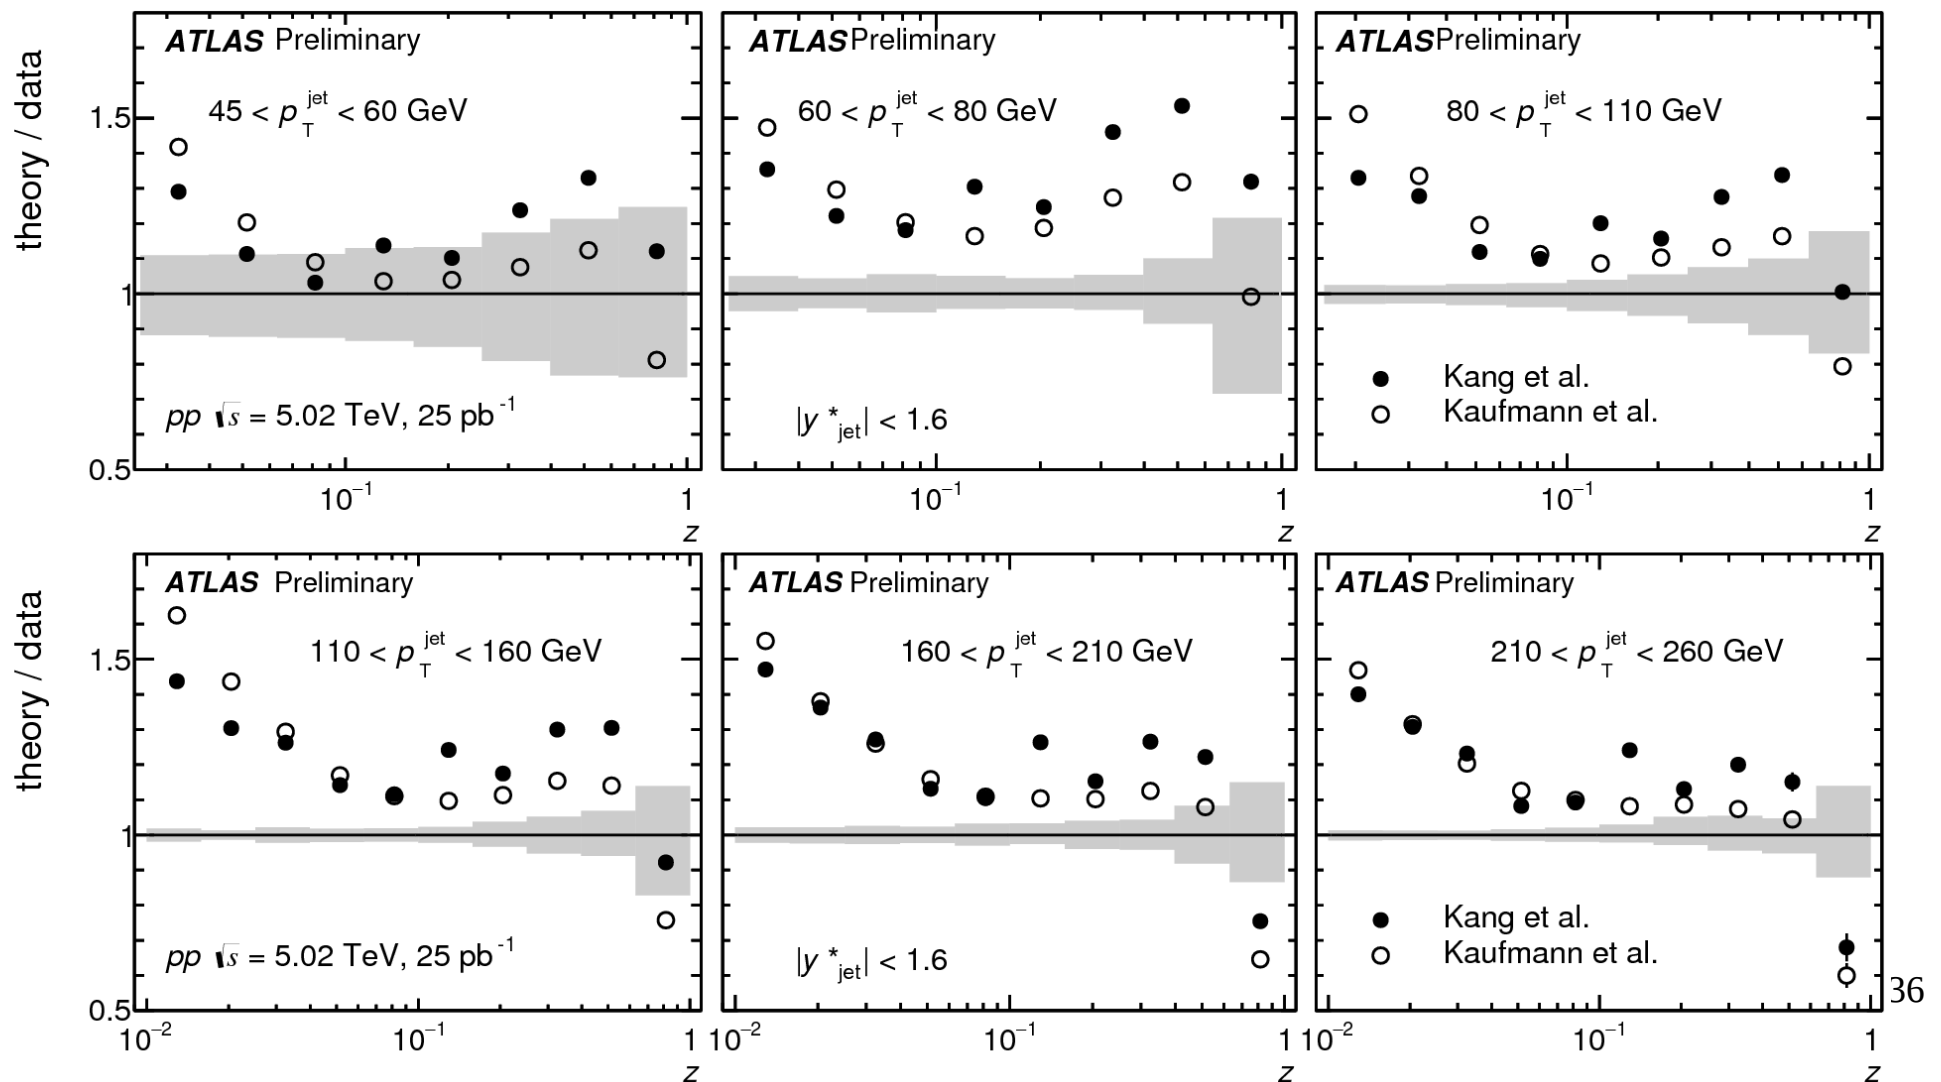 ATLAS Preliminary
45 < p_T^jet < 60 GeV
theory / data
1.5
1
0.5
pp √s = 5.02 TeV, 25 pb⁻¹
10⁻¹
1
z
ATLAS Preliminary
60 < p_T^jet < 80 GeV
|y*_jet| < 1.6
10⁻¹
1
z
ATLAS Preliminary
80 < p_T^jet < 110 GeV
Kang et al.
Kaufmann et al.
10⁻¹
1
z
ATLAS Preliminary
110 < p_T^jet < 160 GeV
theory / data
1.5
1
0.5
pp √s = 5.02 TeV, 25 pb⁻¹
10⁻²
10⁻¹
1
z
ATLAS Preliminary
160 < p_T^jet < 210 GeV
|y*_jet| < 1.6
10⁻²
10⁻¹
1
z
ATLAS Preliminary
210 < p_T^jet < 260 GeV
Kang et al.
Kaufmann et al.
10⁻²
10⁻¹
1
z
36